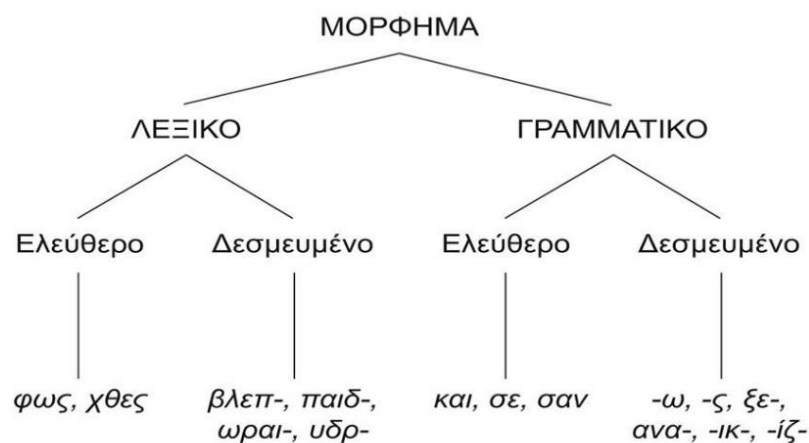 ΜΟΡΦΗΜΑ
ΛΕΞΙΚΟ ΓΡΑΜΜΑΤΙΚΟ
Ελεύθερο Δεσμευμένο Ελεύθερο Δεσμευμένο
φως, χθες βλεπ-, παιδ-, και, σε, σαν -ω, -ς, ξε-,
ωραι-, υδρ- ανα-, -ικ-, -ίζ-